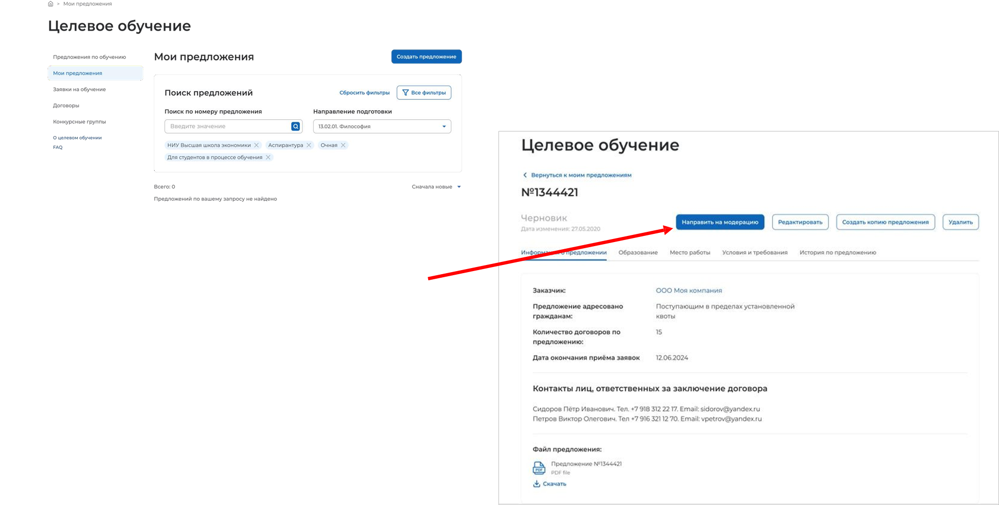 > Мои предложения
Целевое обучение
Предложения по обучению
Мои предложения
Заявки на обучение
Договоры
Конкурсные группы
О целевом обучении
FAQ
Мои предложения
Создать предложение
Поиск предложений
Сбросить фильтры
Все фильтры
Поиск по номеру предложения
Направление подготовки
Введите значение
13.02.01. Философия
НИУ Высшая школа экономики
Аспирантура
Очная
Для студентов в процессе обучения
Всего: 0
Сначала новые
Предложений по вашему запросу не найдено
Целевое обучение
Вернуться к моим предложениям
№1344421
Черновик
Дата изменения: 27.05.2020
Направить на модерацию
Редактировать
Создать копию предложения
Удалить
Информация о предложении
Образование
Место работы
Условия и требования
История по предложению
Заказчик:
ООО Моя компания
Предложение адресовано
гражданам:
Поступающим в пределах установленной
квоты
Количество договоров по
предложению:
15
Дата окончания приёма заявок
12.06.2024
Контакты лиц, ответственных за заключение договора
Сидоров Пётр Иванович. Тел. +7 918 312 22 17. Email: sidorov@yandex.ru
Петров Виктор Олегович. Тел +7 916 321 12 70. Email: vpetrov@yandex.ru
Файл предложения:
PDF
Предложение №1344421
PDF file
Скачать